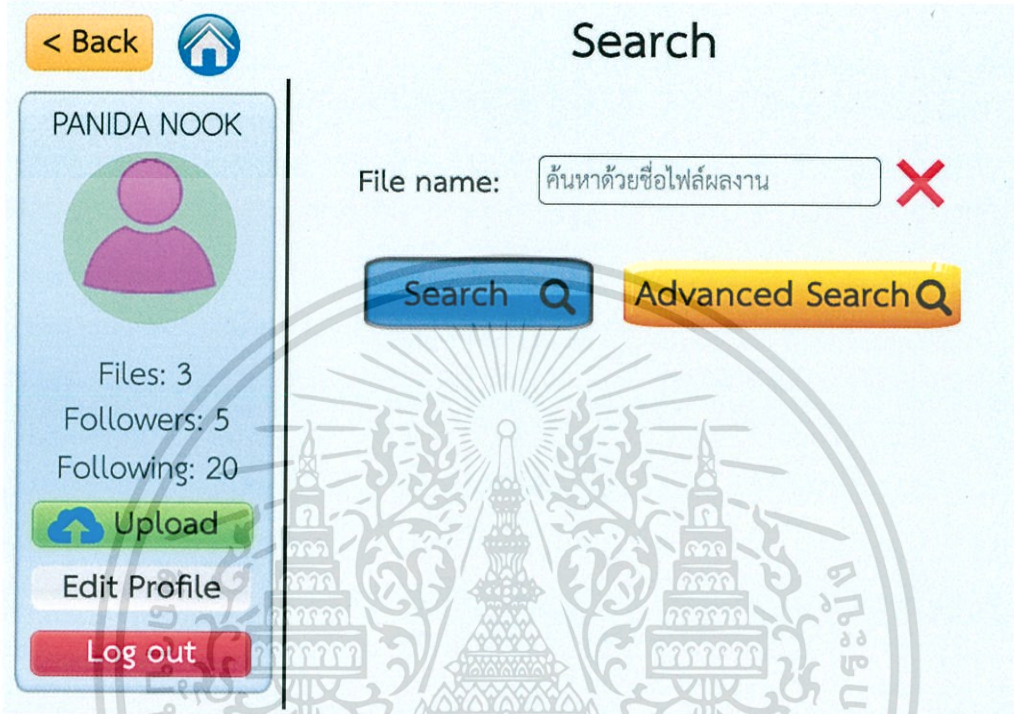 < Back
Search
PANIDA NOOK
File name: ค้นหาด้วยชื่อไฟล์ผลงาน
Search
Advanced Search
Files: 3
Followers: 5
Following: 20
Upload
Edit Profile
Log out